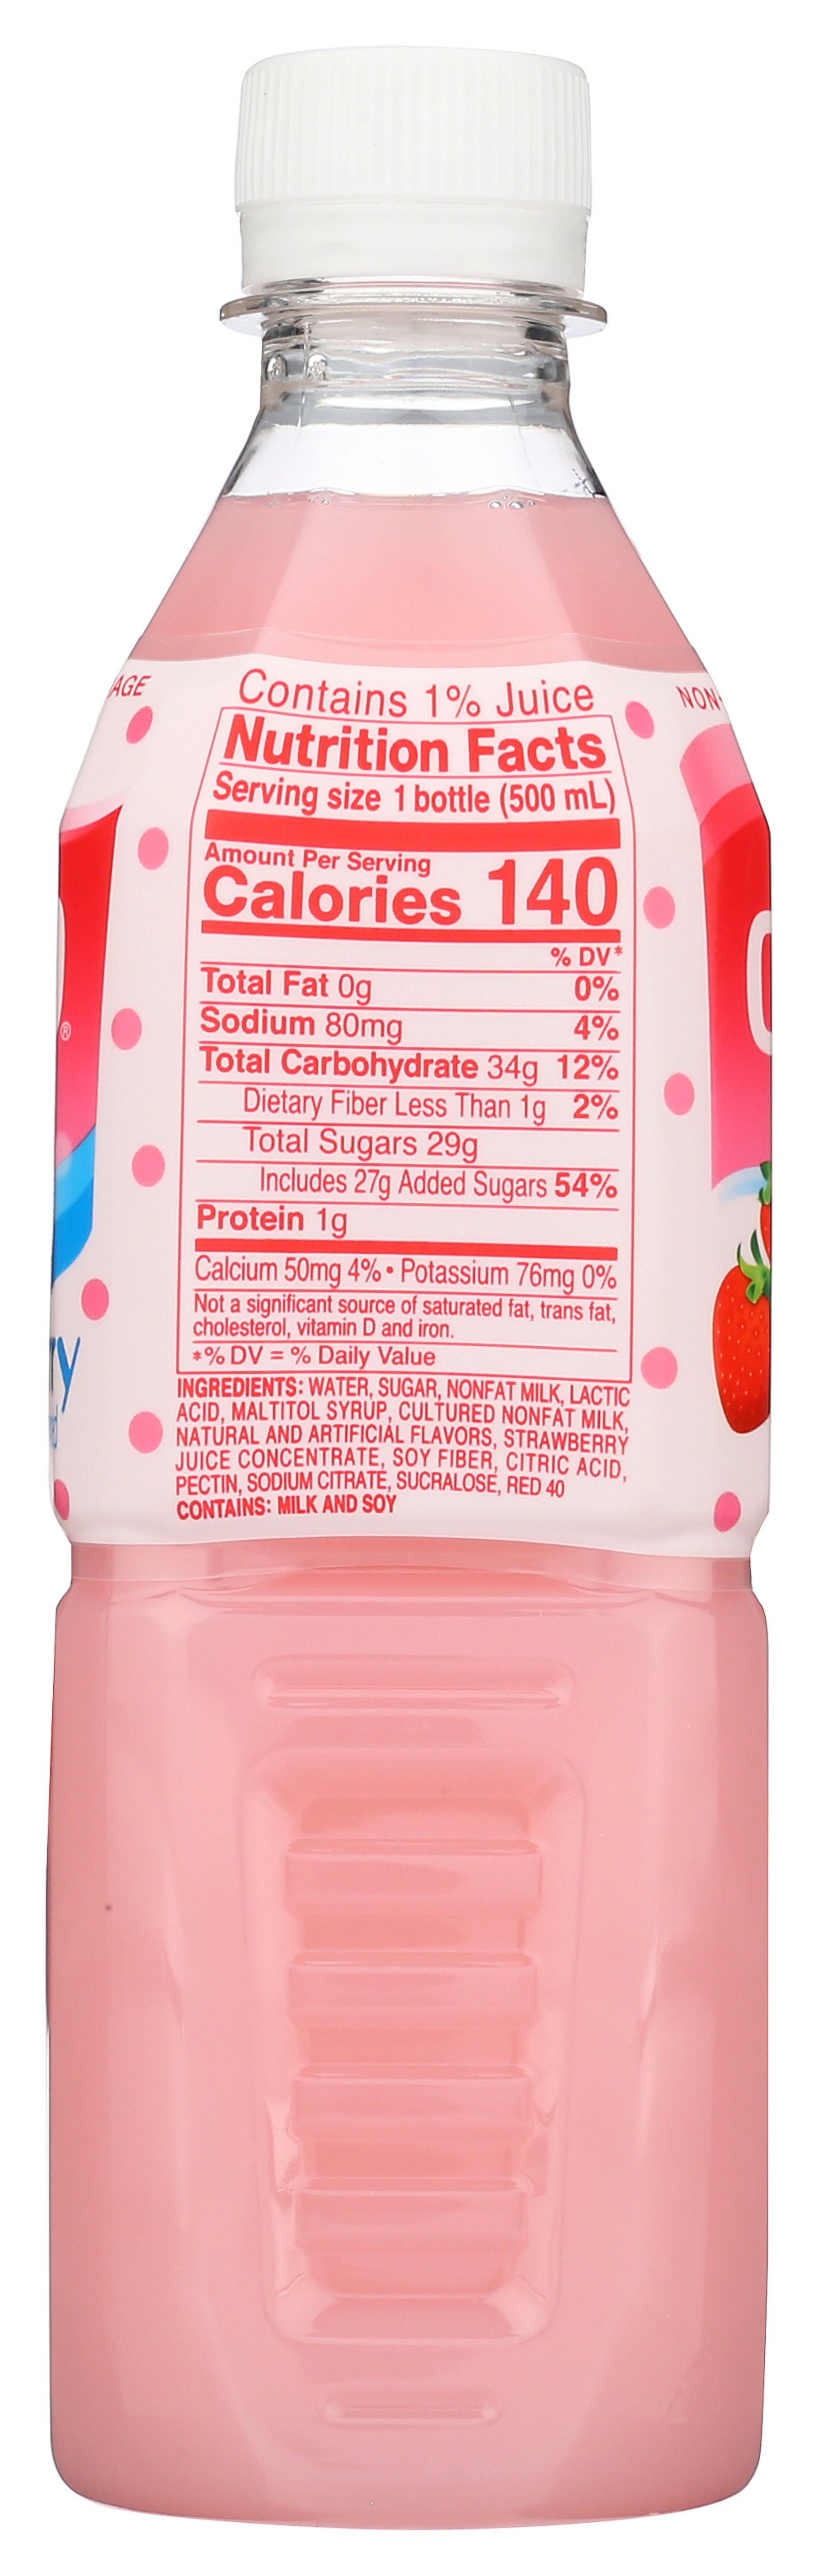 Contains 1% Juice
Nutrition Facts
Serving size 1 bottle (500 mL)
Amount Per Serving
Calories 140
% DV*
Total Fat 0g 0%
Sodium 80mg 4%
Total Carbohydrate 34g 12%
Dietary Fiber Less Than 1g 2%
Total Sugars 29g
Includes 27g Added Sugars 54%
Protein 1g
Calcium 50mg 4% • Potassium 76mg 0%
Not a significant source of saturated fat, trans fat,
cholesterol, vitamin D and iron.
*% DV = % Daily Value
INGREDIENTS: WATER, SUGAR, NONFAT MILK, LACTIC
ACID, MALTITOL SYRUP, CULTURED NONFAT MILK,
NATURAL AND ARTIFICIAL FLAVORS, STRAWBERRY
JUICE CONCENTRATE, SOY FIBER, CITRIC ACID,
PECTIN, SODIUM CITRATE, SUCRALOSE, RED 40
CONTAINS: MILK AND SOY
NON-